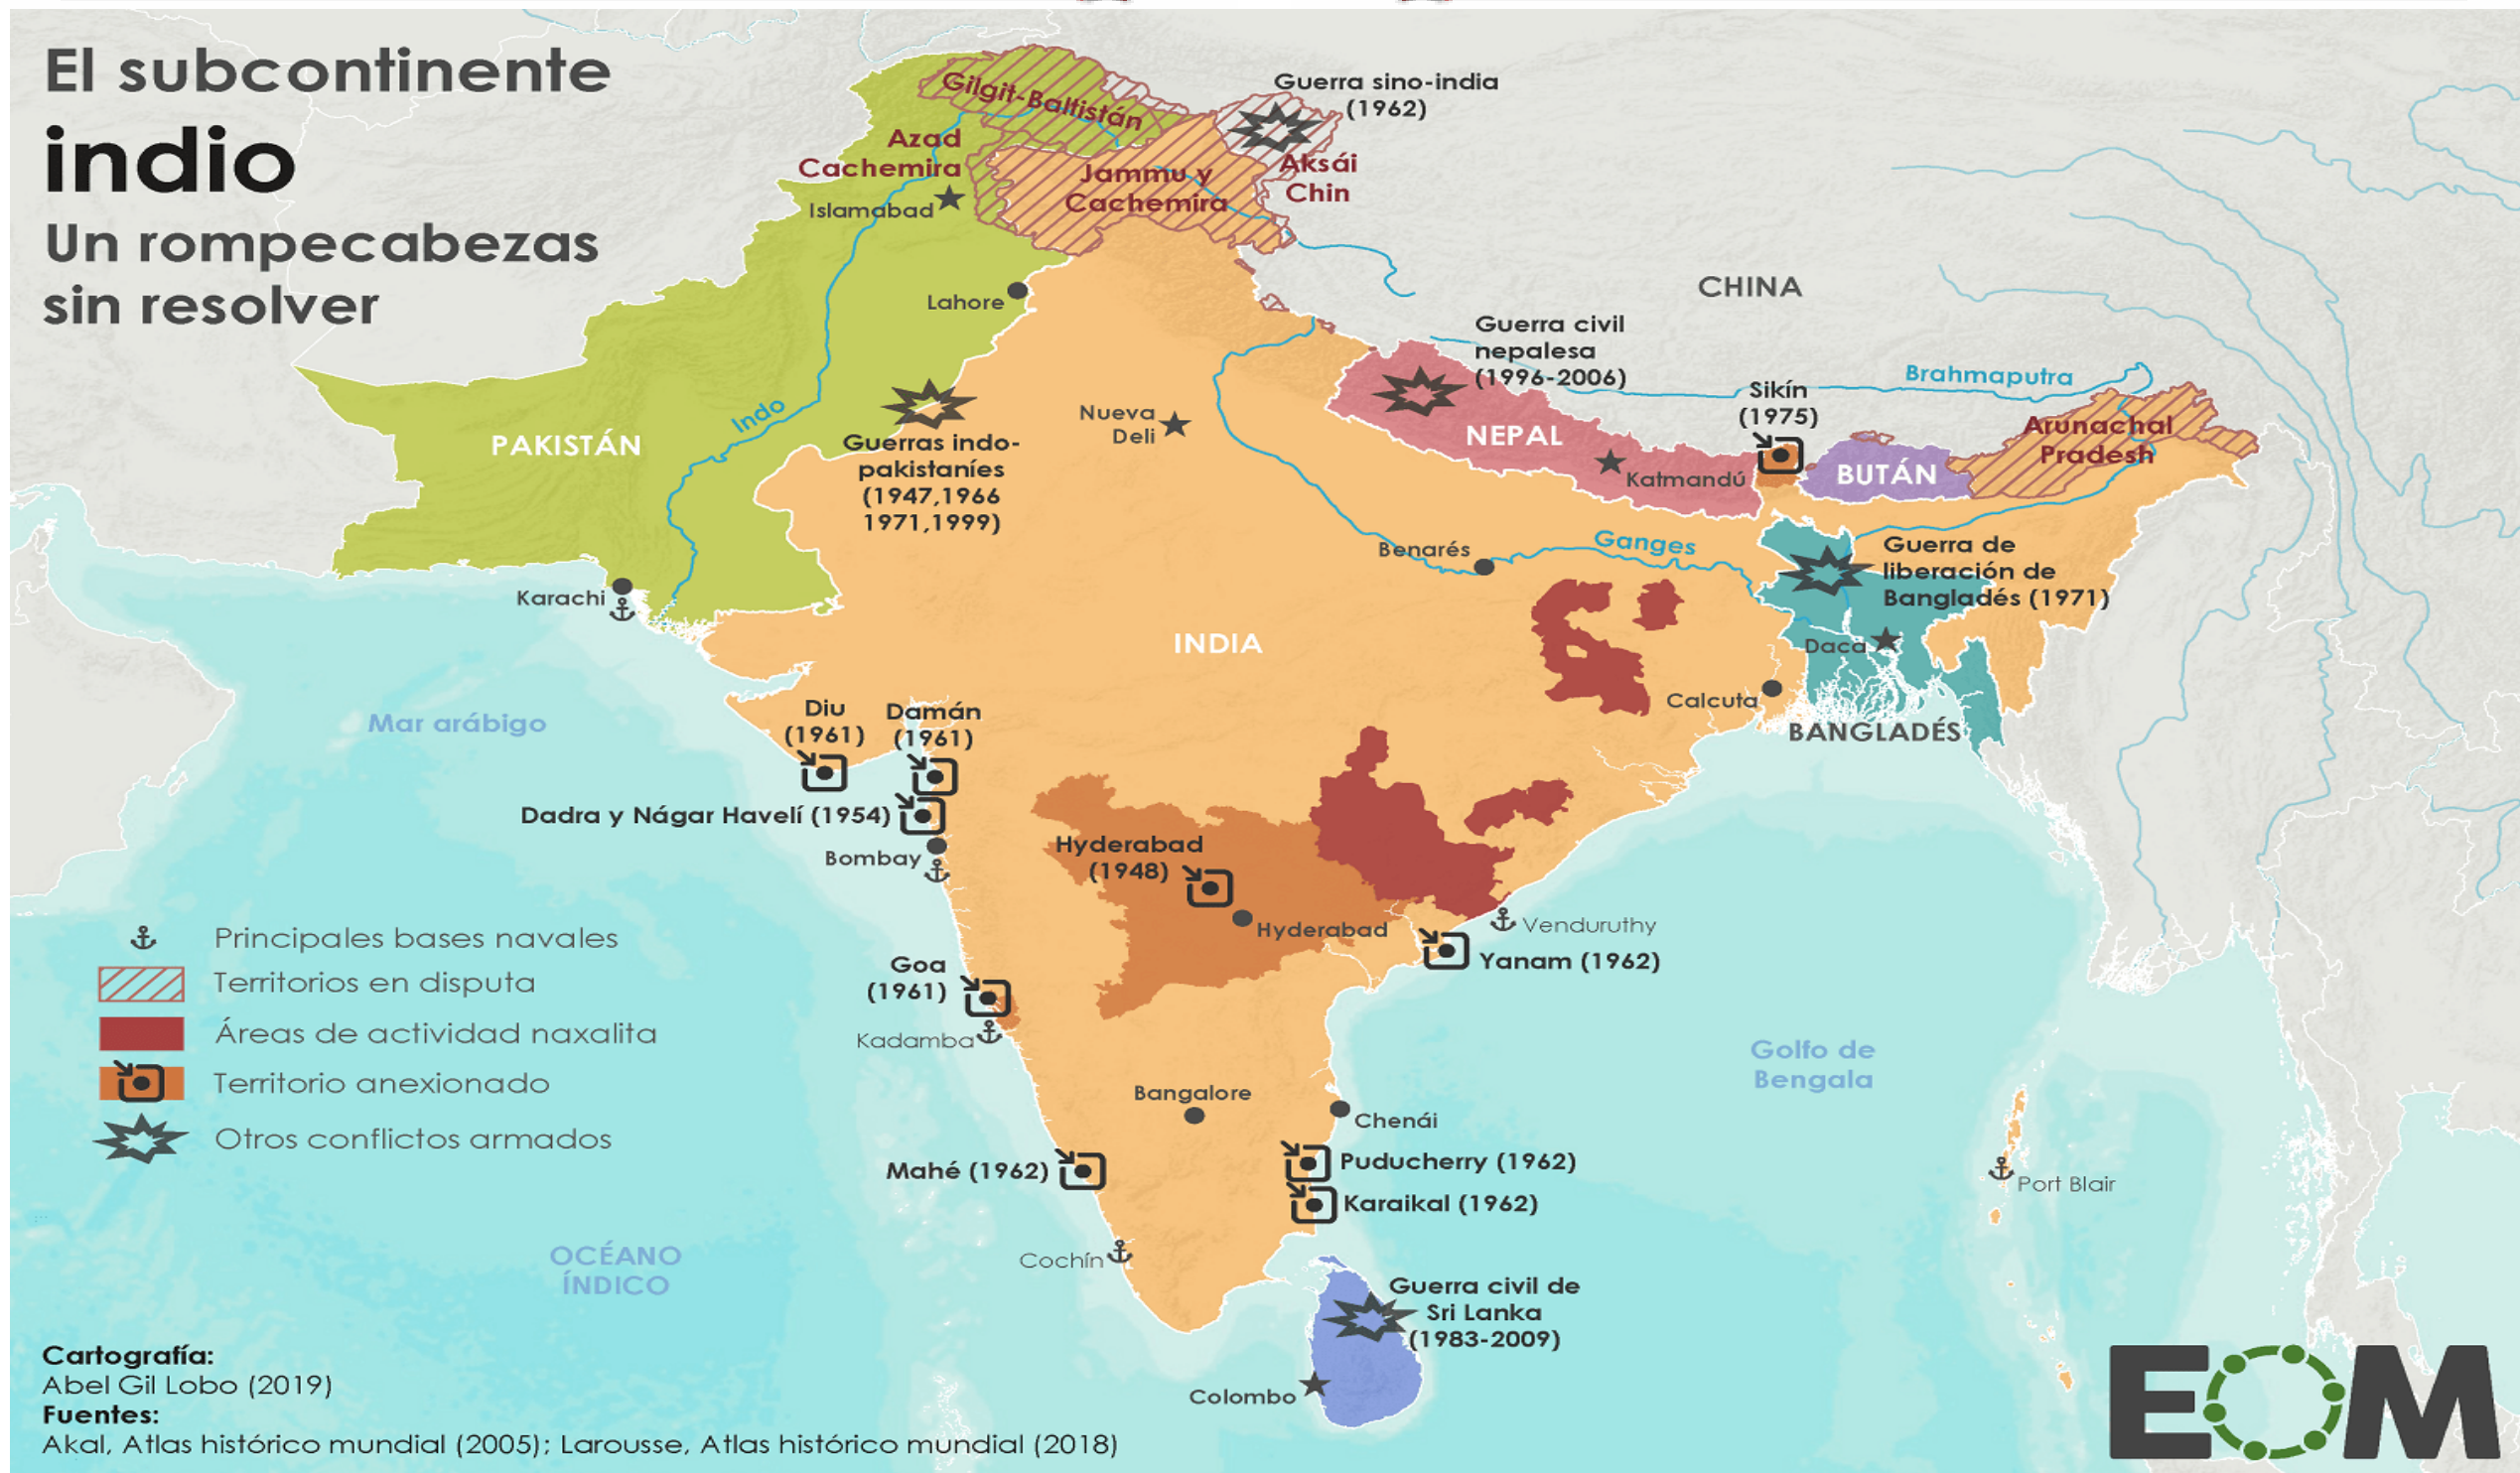 El subcontinente
indio
Un rompecabezas
sin resolver
Gilgit-Baltistán
Guerra sino-india
(1962)
Azad
Cachemira
Aksái
Chin
Jammu y
Cachemira
Islamabad
Lahore
CHINA
Guerra civil
nepalesa
(1996-2006)
Brahmaputra
Sikín
(1975)
Indo
Nueva
Deli
Arunachal
Pradesh
PAKISTÁN
Guerras indo-
pakistaníes
(1947,1966
1971,1999)
NEPAL
Katmandú
BUTÁN
Benarés
Ganges
Guerra de
liberación de
Bangladés (1971)
Karachi
INDIA
Daca
Calcuta
BANGLADÉS
Mar arábigo
Diu
(1961)
Damán
(1961)
Dadra y Nágar Havelí (1954)
Bombay
Hyderabad
(1948)
Hyderabad
Venduruthy
Yanam (1962)
Goa
(1961)
Kadamba
Principales bases navales
Territorios en disputa
Áreas de actividad naxalita
Territorio anexionado
Otros conflictos armados
Golfo de
Bengala
Bangalore
Chenái
Mahé (1962)
Puducherry (1962)
Karaikal (1962)
Port Blair
Cochín
OCÉANO
ÍNDICO
Guerra civil de
Sri Lanka
(1983-2009)
Colombo
Cartografía:
Abel Gil Lobo (2019)
Fuentes:
Akal, Atlas histórico mundial (2005); Larousse, Atlas histórico mundial (2018)
EOM